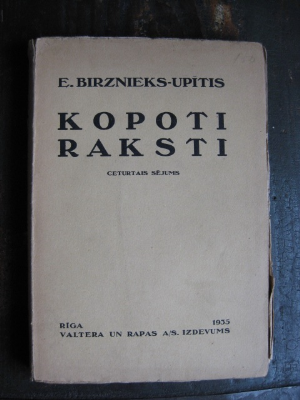 E. BIRZNIEKS-UPĪTIS
KOPOTI
RAKSTI
CETURTAIS SĒJUMS
RĪGA 1935
VALTERA UN RAPAS A/S. IZDEVUMS